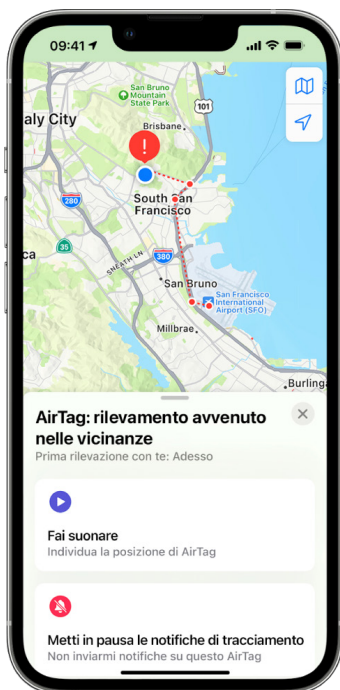 09:41
San Bruno
Mountain
State Park
101
aly City
Brisbane
!
280
South San
Francisco
35
ca
SNEATH LN
380
San Bruno
San Francisco
International
Airport (SFO)
Millbrae
Burling
AirTag: rilevamento avvenuto
nelle vicinanze
Prima rilevazione con te: Adesso
Fai suonare
Individua la posizione di AirTag
Metti in pausa le notifiche di tracciamento
Non inviarmi notifiche su questo AirTag